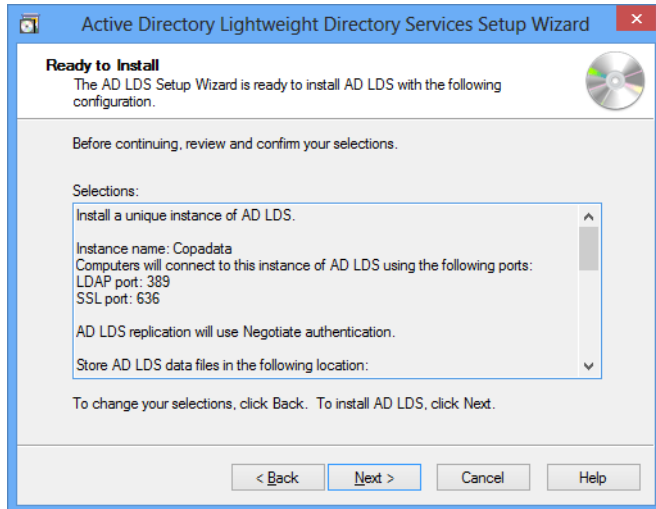 Active Directory Lightweight Directory Services Setup Wizard
Ready to Install
The AD LDS Setup Wizard is ready to install AD LDS with the following
configuration.
Before continuing, review and confirm your selections.
Selections:
Install a unique instance of AD LDS.
Instance name: Copadata
Computers will connect to this instance of AD LDS using the following ports:
LDAP port: 389
SSL port: 636
AD LDS replication will use Negotiate authentication.
Store AD LDS data files in the following location:
To change your selections, click Back. To install AD LDS, click Next.
< Back Next > Cancel Help